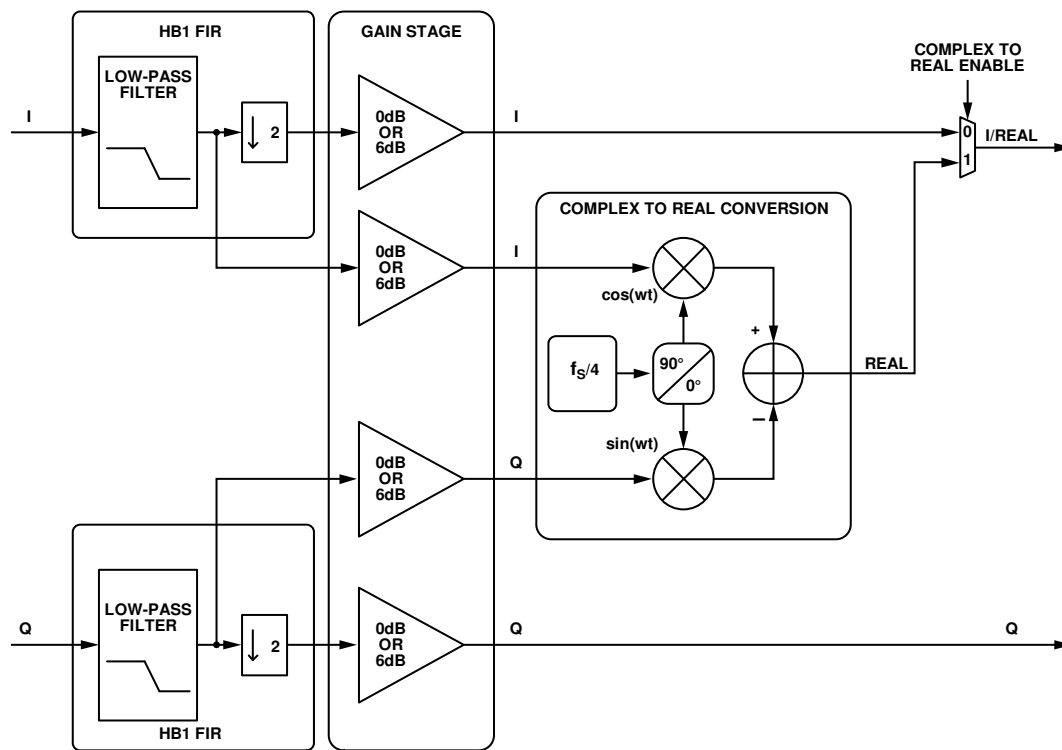 HB1 FIR
GAIN STAGE
LOW-PASS
FILTER
I
2
0dB
OR
6dB
I
COMPLEX TO
REAL ENABLE
0
1
I/REAL
0dB
OR
6dB
I
COMPLEX TO REAL CONVERSION
cos(wt)
fS/4
90°
0°
+
–
REAL
sin(wt)
0dB
OR
6dB
Q
Q
LOW-PASS
FILTER
2
0dB
OR
6dB
Q
Q
HB1 FIR